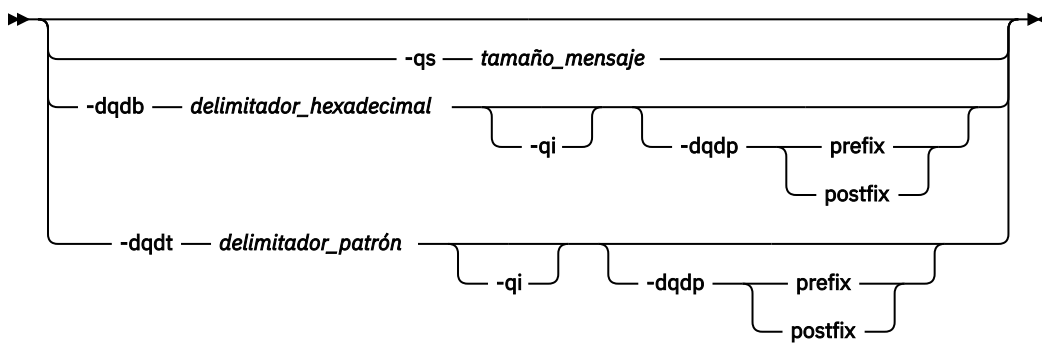 -qs tamaño_mensaje
-dqdb delimitador_hexadecimal
-qi -dqdp prefix
postfix
-dqdt delimitador_patrón
-qi -dqdp prefix
postfix